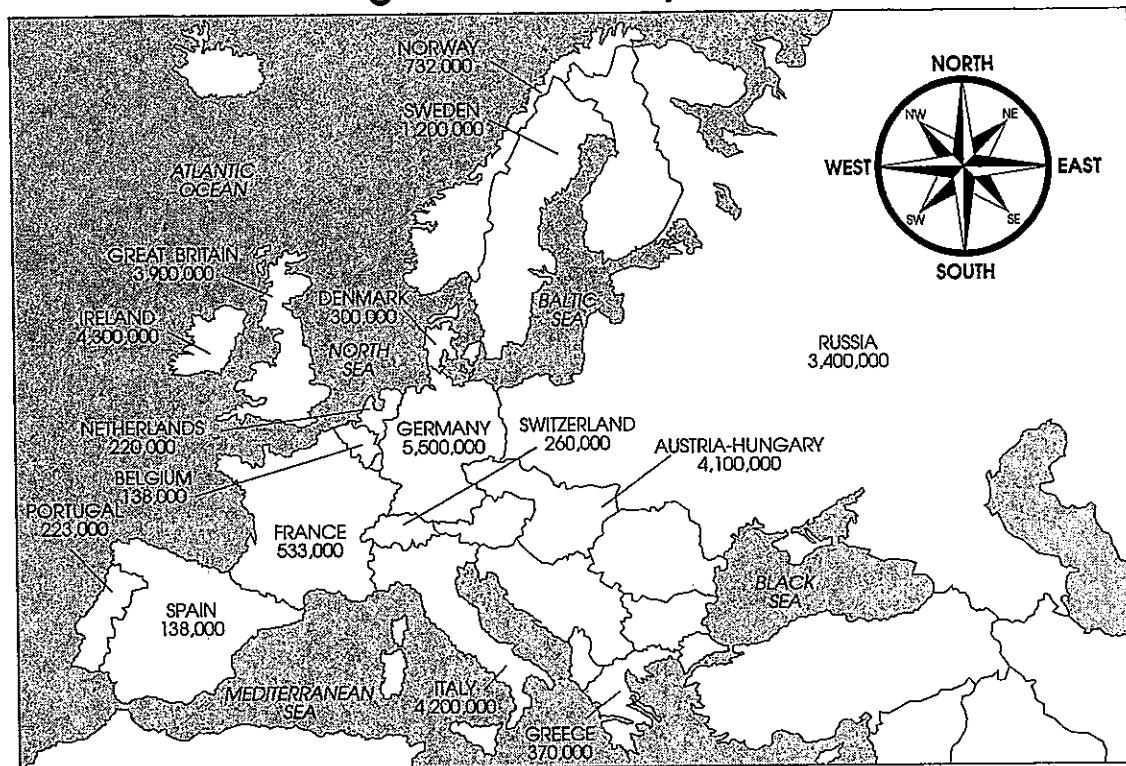 NORWAY
732,000
SWEDEN
1,200,000
NORTH
NW
NE
WEST
EAST
SW
SE
SOUTH
ATLANTIC
OCEAN
GREAT BRITAIN
3,900,000
IRELAND
4,300,000
DENMARK
300,000
BALTIC
SEA
NORTH
SEA
RUSSIA
3,400,000
NETHERLANDS
220,000
GERMANY
5,500,000
SWITZERLAND
260,000
AUSTRIA-HUNGARY
4,100,000
BELGIUM
138,000
PORTUGAL
223,000
FRANCE
533,000
SPAIN
138,000
BLACK
SEA
MEDITERRANEAN
SEA
ITALY
4,200,000
GREECE
370,000